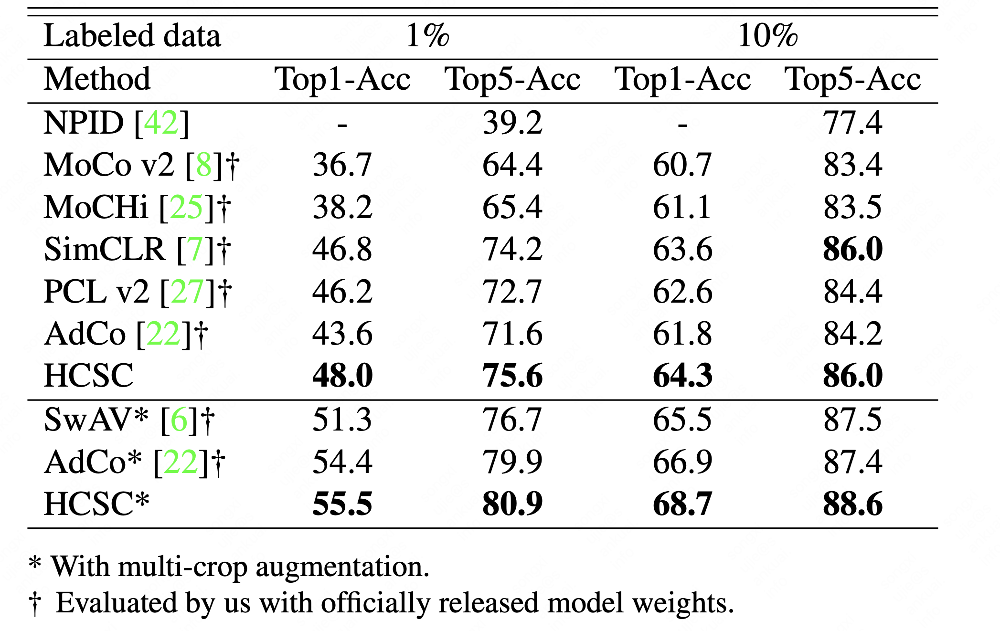 Labeled data 1% 10%
Method Top1-Acc Top5-Acc Top1-Acc Top5-Acc
NPID [42] - 39.2 - 77.4
MoCo v2 [8]† 36.7 64.4 60.7 83.4
MoCHi [25]† 38.2 65.4 61.1 83.5
SimCLR [7]† 46.8 74.2 63.6 86.0
PCL v2 [27]† 46.2 72.7 62.6 84.4
AdCo [22]† 43.6 71.6 61.8 84.2
HCSC 48.0 75.6 64.3 86.0
SwAV* [6]† 51.3 76.7 65.5 87.5
AdCo* [22]† 54.4 79.9 66.9 87.4
HCSC* 55.5 80.9 68.7 88.6
* With multi-crop augmentation.
† Evaluated by us with officially released model weights.